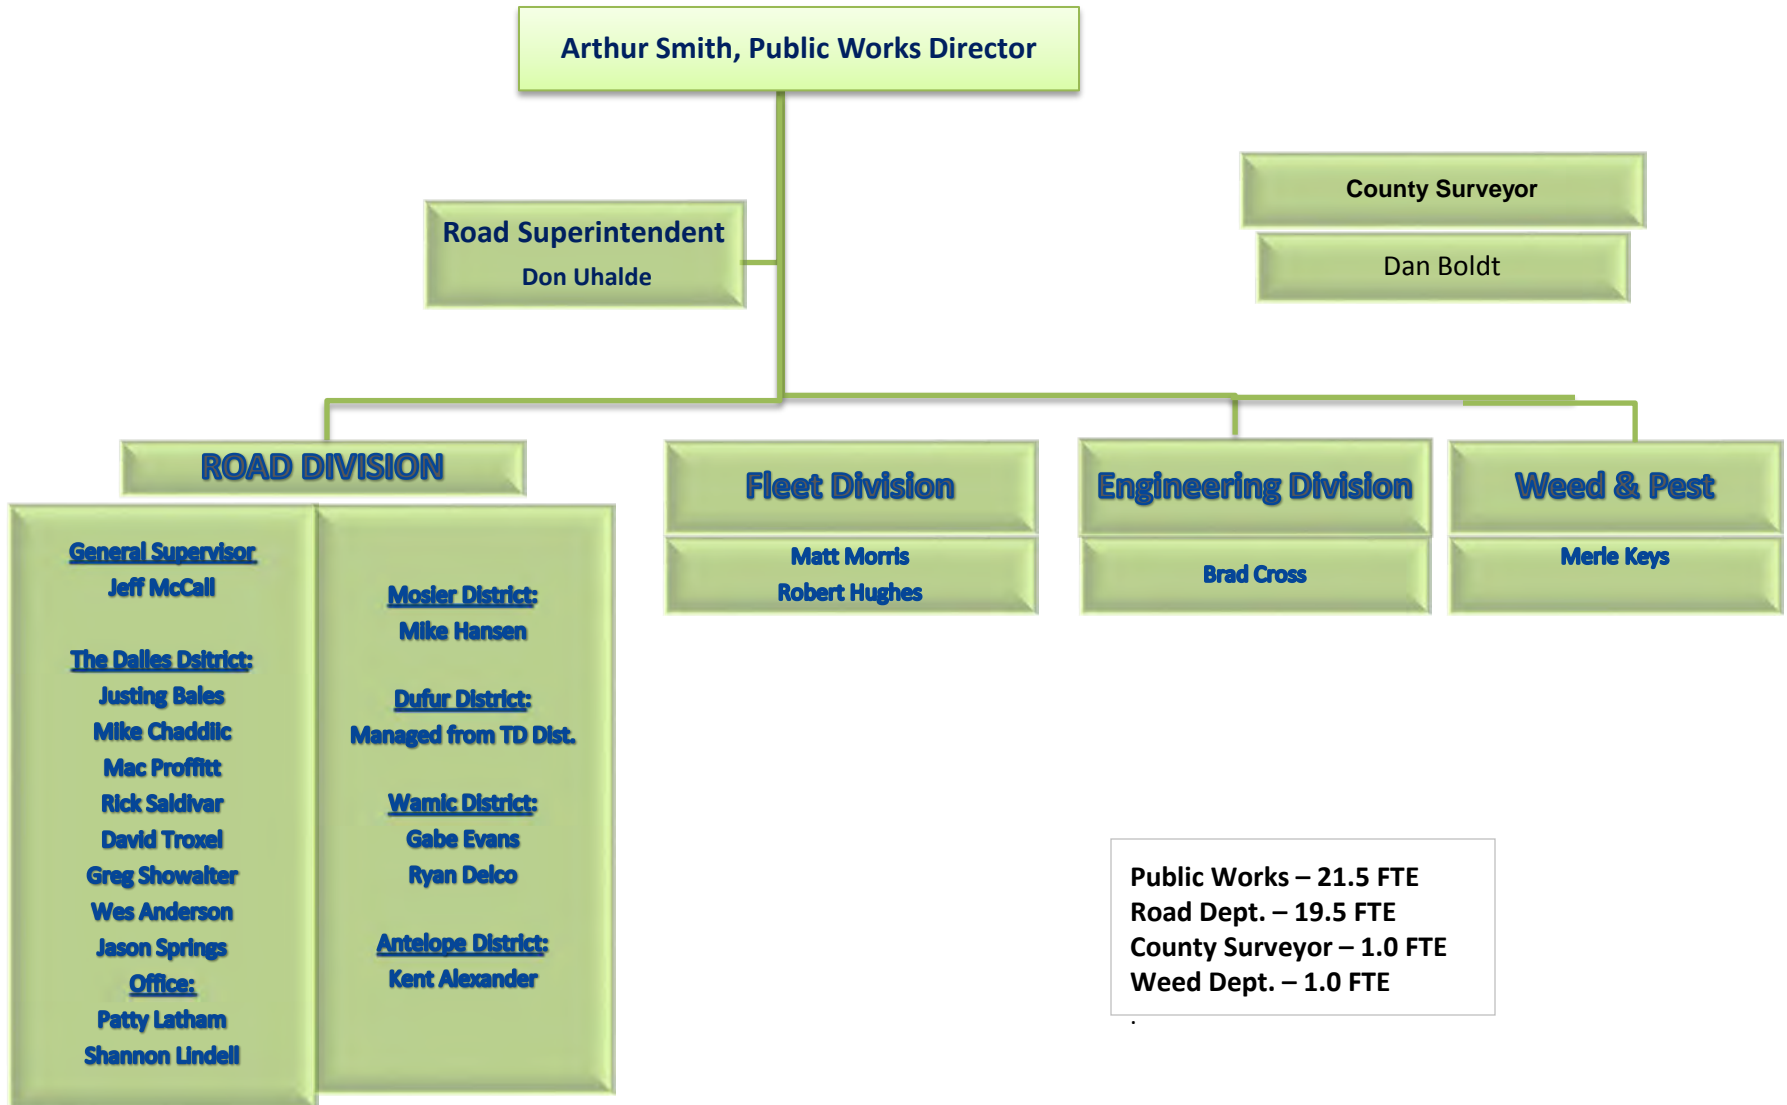 Arthur Smith, Public Works Director
County Surveyor
Dan Boldt
Road Superintendent
Don Uhalde
ROAD DIVISION
General Supervisor
Jeff McCall
The Dalles Dsitrict:
Justing Bales
Mike Chaddiic
Mac Proffitt
Rick Saldivar
David Troxel
Greg Showalter
Wes Anderson
Jason Springs
Office:
Patty Latham
Shannon Lindell
Mosier District:
Mike Hansen
Dufur District:
Managed from TD Dist.
Wamic District:
Gabe Evans
Ryan Delco
Antelope District:
Kent Alexander
Fleet Division
Matt Morris
Robert Hughes
Engineering Division
Brad Cross
Weed & Pest
Merle Keys
Public Works – 21.5 FTE
Road Dept. – 19.5 FTE
County Surveyor – 1.0 FTE
Weed Dept. – 1.0 FTE
.